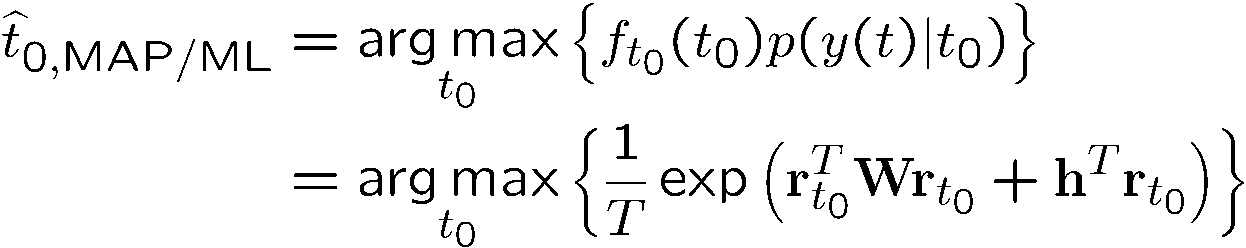 \hat{t}_{0,MAP/ML} = \arg\max_{t_0} \left\{ f_{t_0}(t_0) p(y(t)|t_0) \right\}
= \arg\max_{t_0} \left\{ \frac{1}{T} \exp\left( \mathbf{r}_{t_0}^T \mathbf{W} \mathbf{r}_{t_0} + \mathbf{h}^T \mathbf{r}_{t_0} \right) \right\}